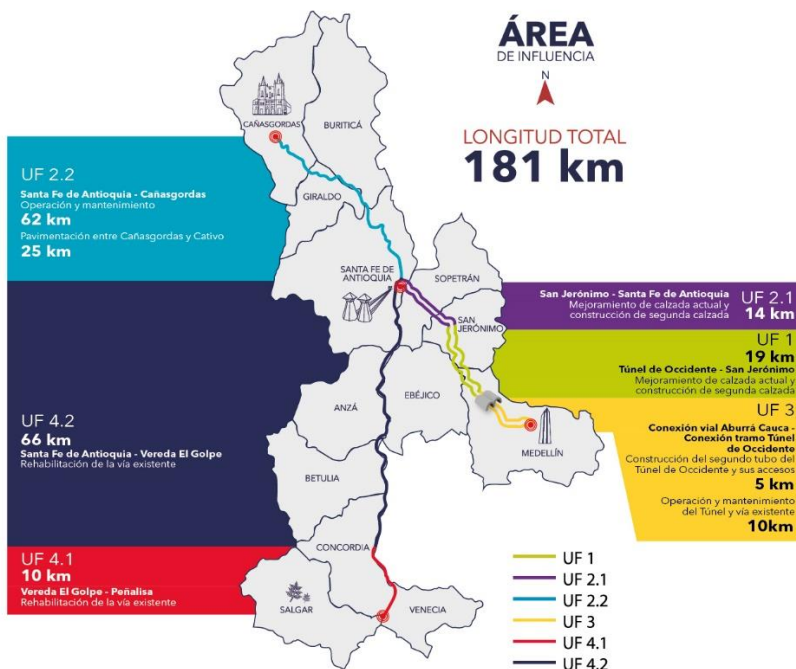 ÁREA
DE INFLUENCIA
N
LONGITUD TOTAL
181 km
CAÑASGORDAS
BURITICÁ
GIRALDO
SANTA FE DE
ANTIOQUIA
SOPETRÁN
SAN
JERÓNIMO
EBÉJICO
ANZÁ
MEDELLÍN
BETULIA
CONCORDIA
SALGAR
VENECIA
UF 2.2
Santa Fe de Antioquia - Cañasgordas
Operación y mantenimiento
62 km
Pavimentación entre Cañasgordas y Cativo
25 km
UF 4.2
66 km
Santa Fe de Antioquia - Vereda El Golpe
Rehabilitación de la vía existente
UF 4.1
10 km
Vereda El Golpe - Peñalisa
Rehabilitación de la vía existente
San Jerónimo - Santa Fe de Antioquia
Mejoramiento de calzada actual y
construcción de segunda calzada
UF 2.1
14 km
UF 1
19 km
Túnel de Occidente - San Jerónimo
Mejoramiento de calzada actual y
construcción de segunda calzada
UF 3
Conexión vial Aburrá Cauca -
Conexión tramo Túnel
de Occidente
Construcción del segundo tubo del
Túnel de Occidente y sus accesos
5 km
Operación y mantenimiento
del Túnel y vía existente
10km
UF 1
UF 2.1
UF 2.2
UF 3
UF 4.1
UF 4.2